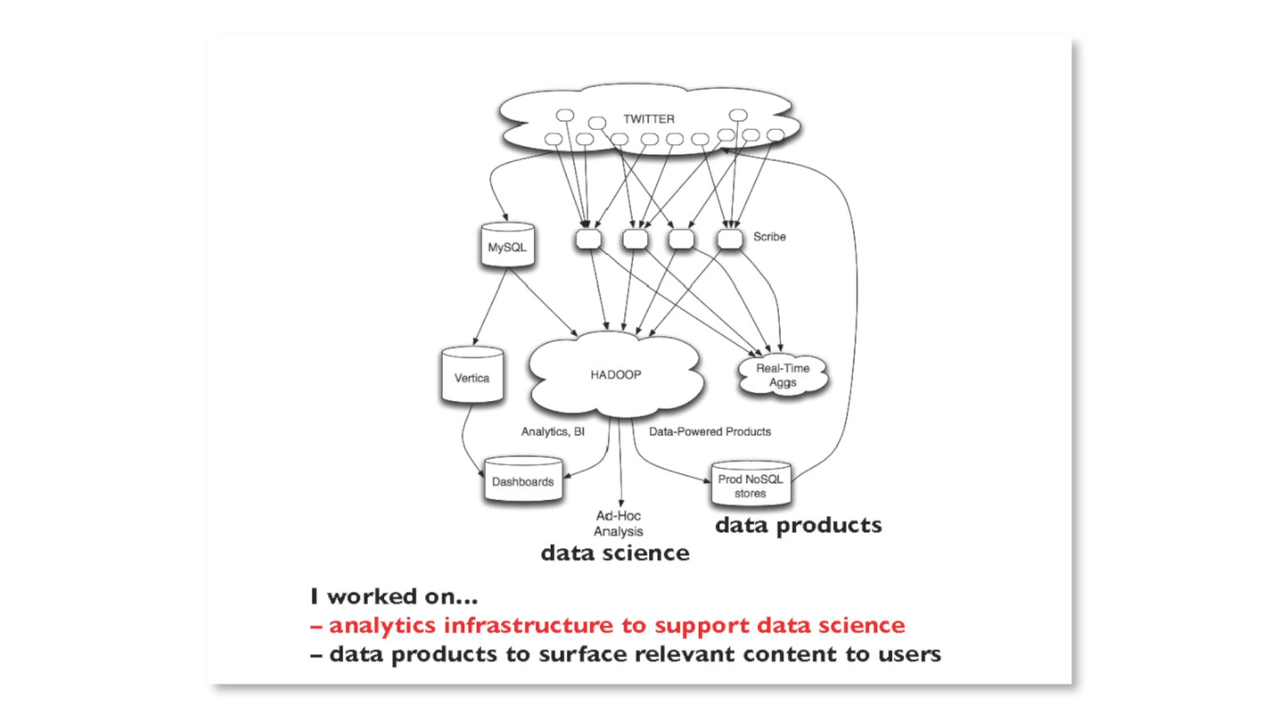 TWITTER
MySQL
Scribe
Vertica
HADOOP
Real-Time
Aggs
Analytics, BI
Data-Powered Products
Dashboards
Prod NoSQL
stores
Ad-Hoc
Analysis
data products
data science
I worked on...
– analytics infrastructure to support data science
– data products to surface relevant content to users